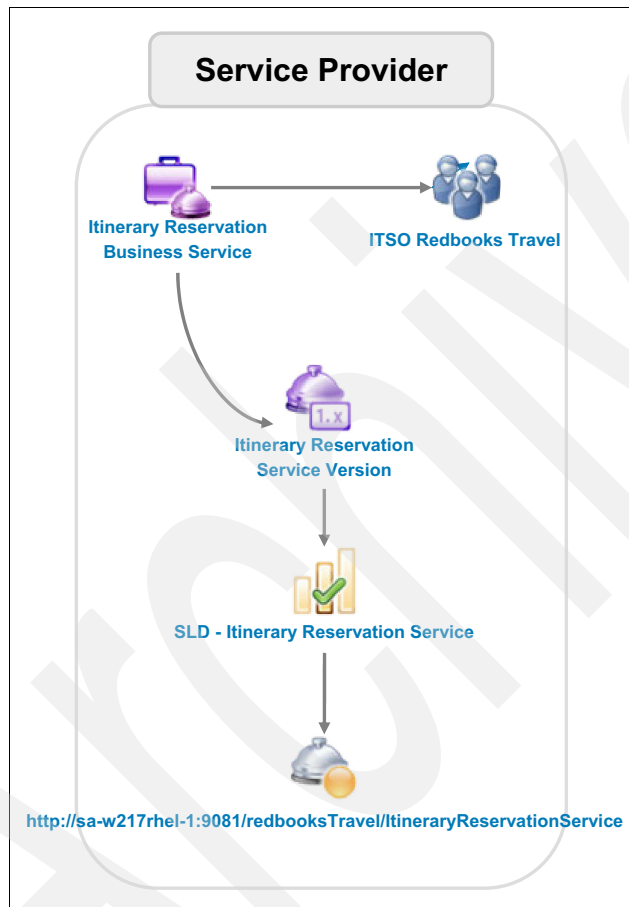 Service Provider
Itinerary Reservation
Business Service
ITSO Redbooks Travel
1.x
Itinerary Reservation
Service Version
SLD - Itinerary Reservation Service
http://sa-w217rhel-1:9081/redbooksTravel/ItineraryReservationService